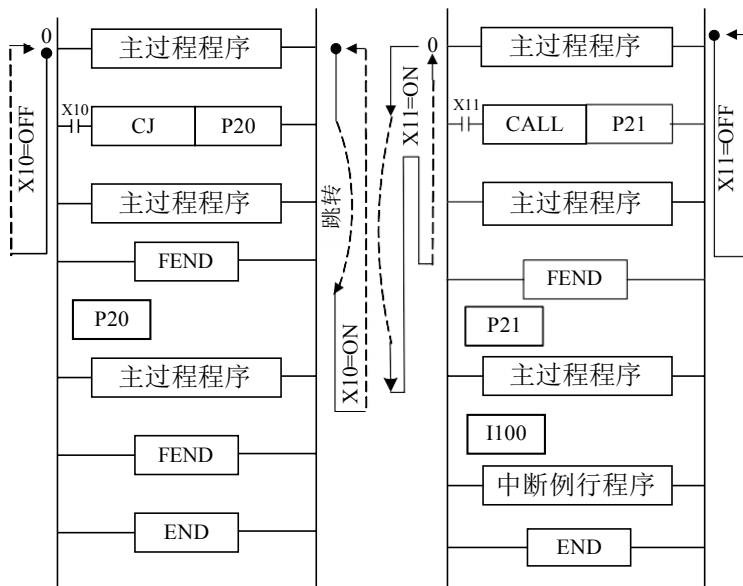 0
主过程程序
X10
CJ
P20
主过程程序
FEND
P20
主过程程序
FEND
END
X10=OFF
跳转
X10=ON
0
主过程程序
X11
CALL
P21
主过程程序
FEND
P21
主过程程序
I100
中断例行程序
END
X11=ON
X11=OFF